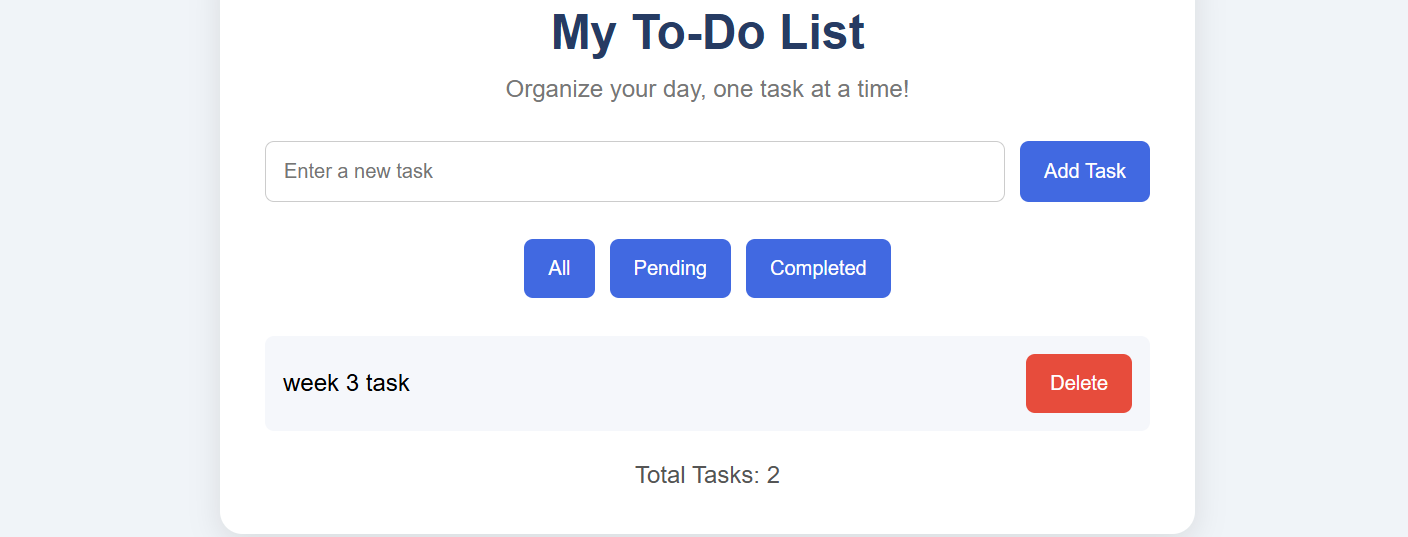 My To-Do List
Organize your day, one task at a time!
Enter a new task
Add Task
All
Pending
Completed
week 3 task
Delete
Total Tasks: 2